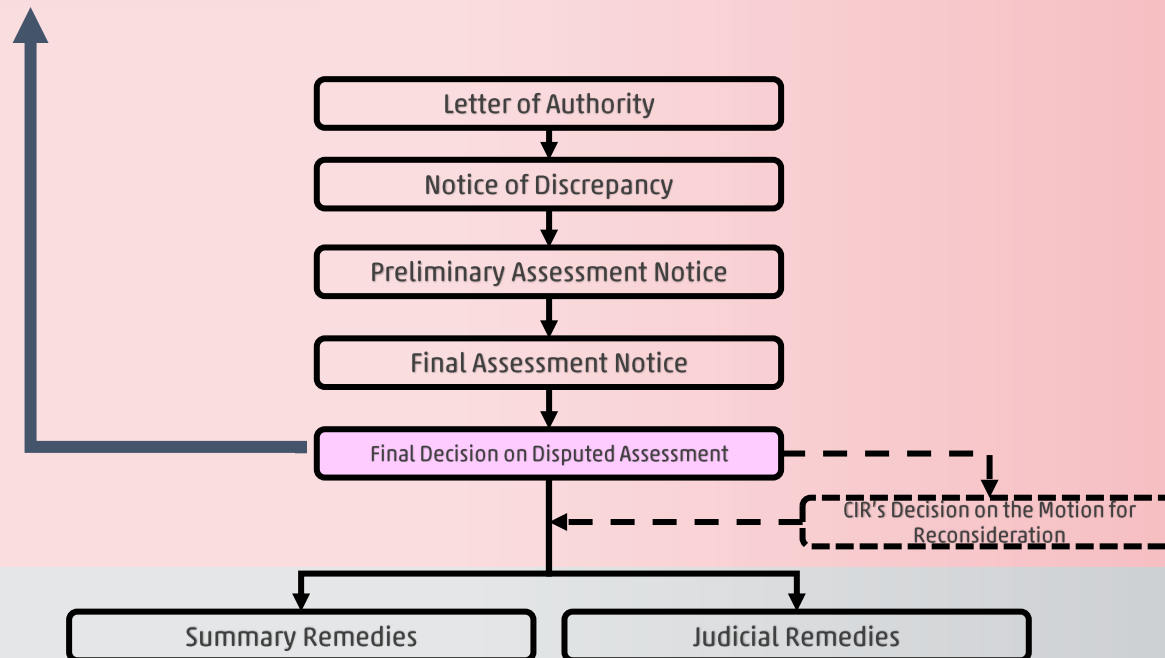 Letter of Authority
Notice of Discrepancy
Preliminary Assessment Notice
Final Assessment Notice
Final Decision on Disputed Assessment
CIR's Decision on the Motion for
Reconsideration
Summary Remedies
Judicial Remedies